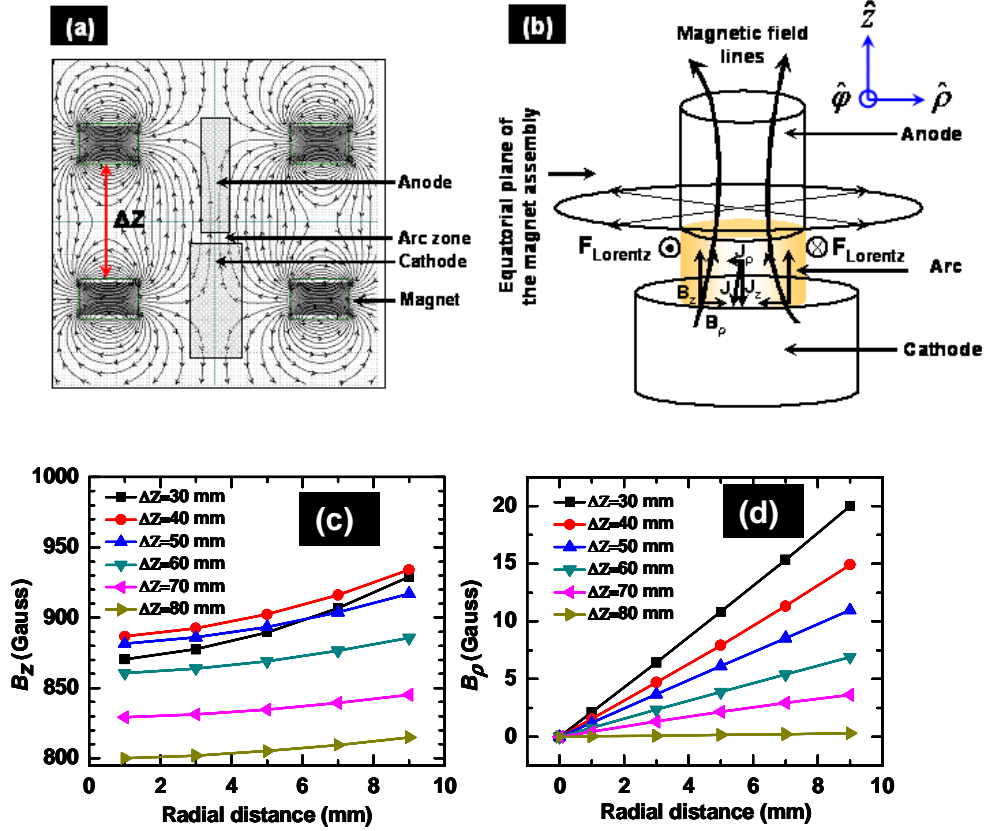 (a)
ΔZ
Anode
Arc zone
Cathode
Magnet
(b)
Magnetic field
lines
ẑ
φ̂
ρ̂
Anode
Equatorial plane of
the magnet assembly
F Lorentz
F Lorentz
Arc
Jρ
J
Jz
Bz
Bρ
Cathode
(c)
ΔZ=30 mm
ΔZ=40 mm
ΔZ=50 mm
ΔZ=60 mm
ΔZ=70 mm
ΔZ=80 mm
1000
950
900
850
800
BZ (Gauss)
0 2 4 6 8 10
Radial distance (mm)
(d)
ΔZ=30 mm
ΔZ=40 mm
ΔZ=50 mm
ΔZ=60 mm
ΔZ=70 mm
ΔZ=80 mm
20
15
10
5
0
Bρ (Gauss)
0 2 4 6 8 10
Radial distance (mm)